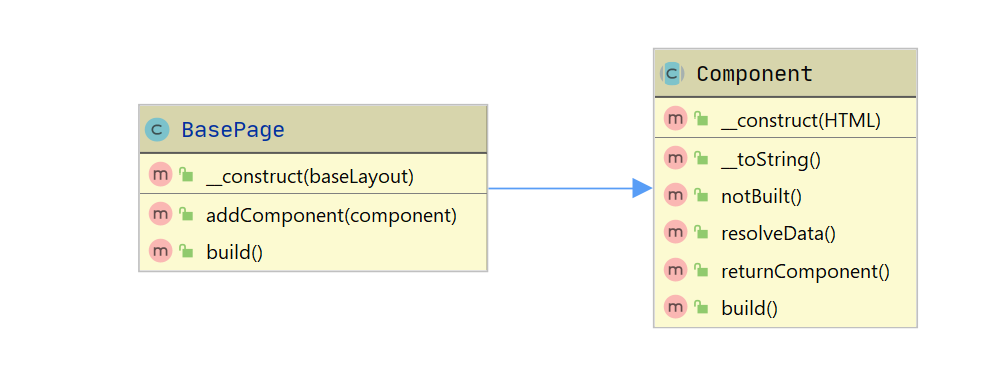 C BasePage
m __construct(baseLayout)
m addComponent(component)
m build()
C Component
m __construct(HTML)
m __toString()
m notBuilt()
m resolveData()
m returnComponent()
m build()